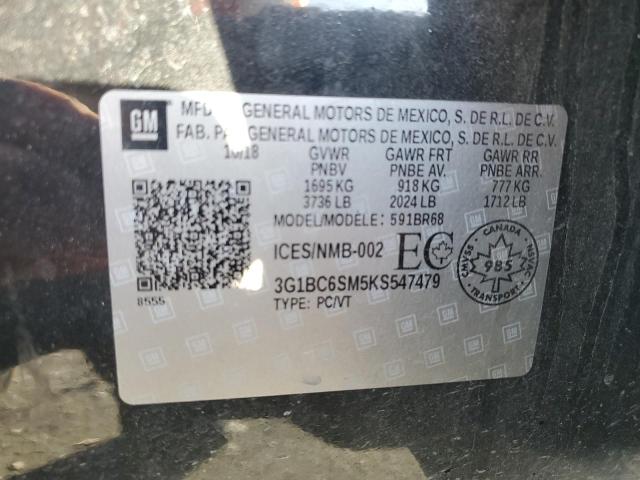 GM
MFD GENERAL MOTORS DE MEXICO, S. DE R.L. DE C.V.
FAB. PAR GENERAL MOTORS DE MEXICO, S. DE R.L. DE C.V.
10/18 GVWR GAWR FRT GAWR RR
PNBV PNBE AV. PNBE ARR.
1695 KG 918 KG 777 KG
3736 LB 2024 LB 1712 LB
MODEL/MODÈLE: 591BR68
ICES/NMB-002 EC
CANADA
985
TRANSPORT
3G1BC6SM5KS547479
8555
TYPE: PC/VT